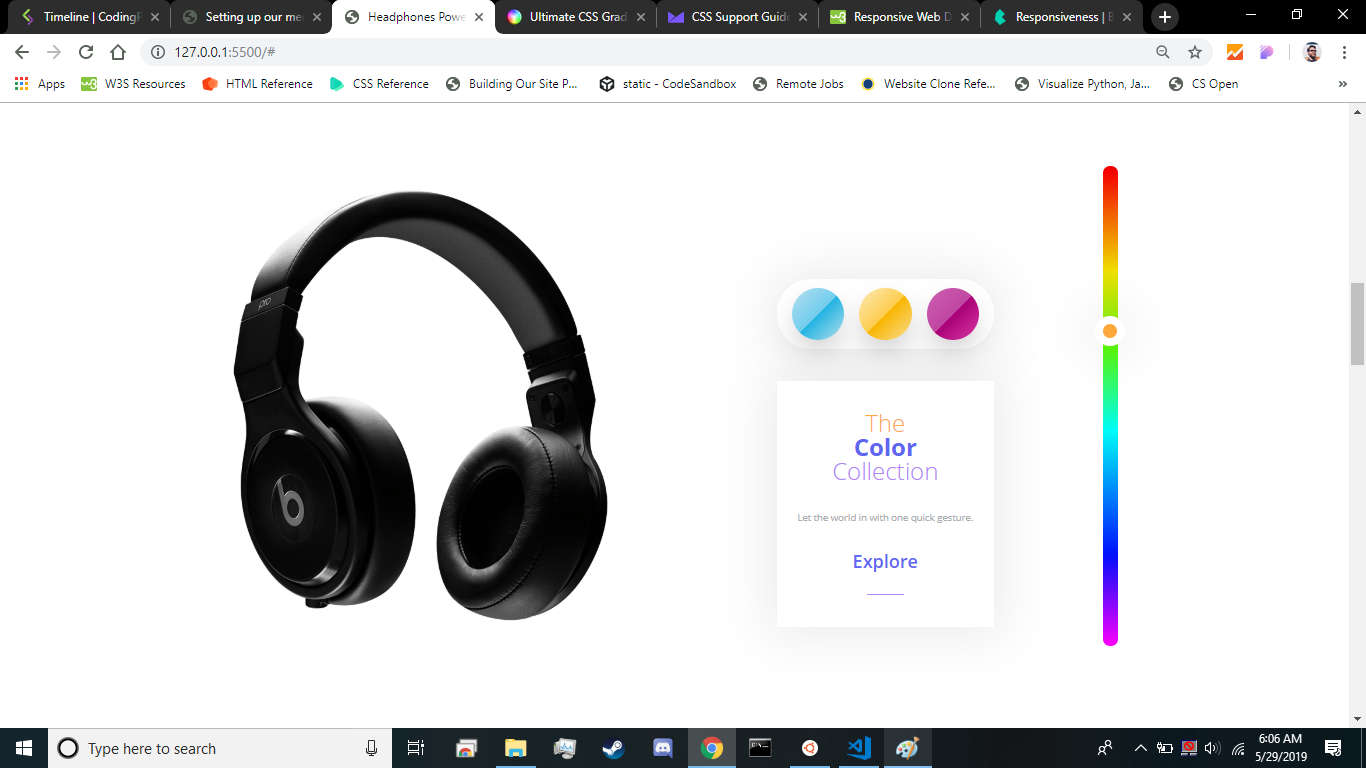 Timeline | CodingP
Setting up our me
Headphones Powe
Ultimate CSS Grad
CSS Support Guide
Responsive Web D
Responsiveness | B
127.0.0.1:5500/#
Apps
W3S Resources
HTML Reference
CSS Reference
Building Our Site P...
static - CodeSandbox
Remote Jobs
Website Clone Refe...
Visualize Python, Ja...
CS Open
pro
b
The
Color
Collection
Let the world in with one quick gesture.
Explore
Type here to search
6:06 AM
5/29/2019